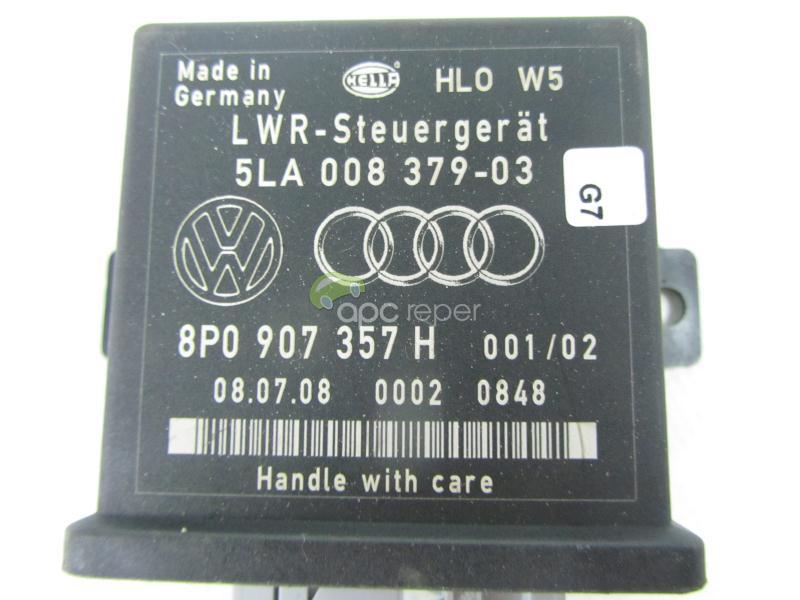 Made in
Germany
HELLA
HLO W5
LWR-Steuergerät
5LA 008 379-03
G7
apc reper
8P0 907 357 H 001/02
08.07.08 0002 0848
Handle with care